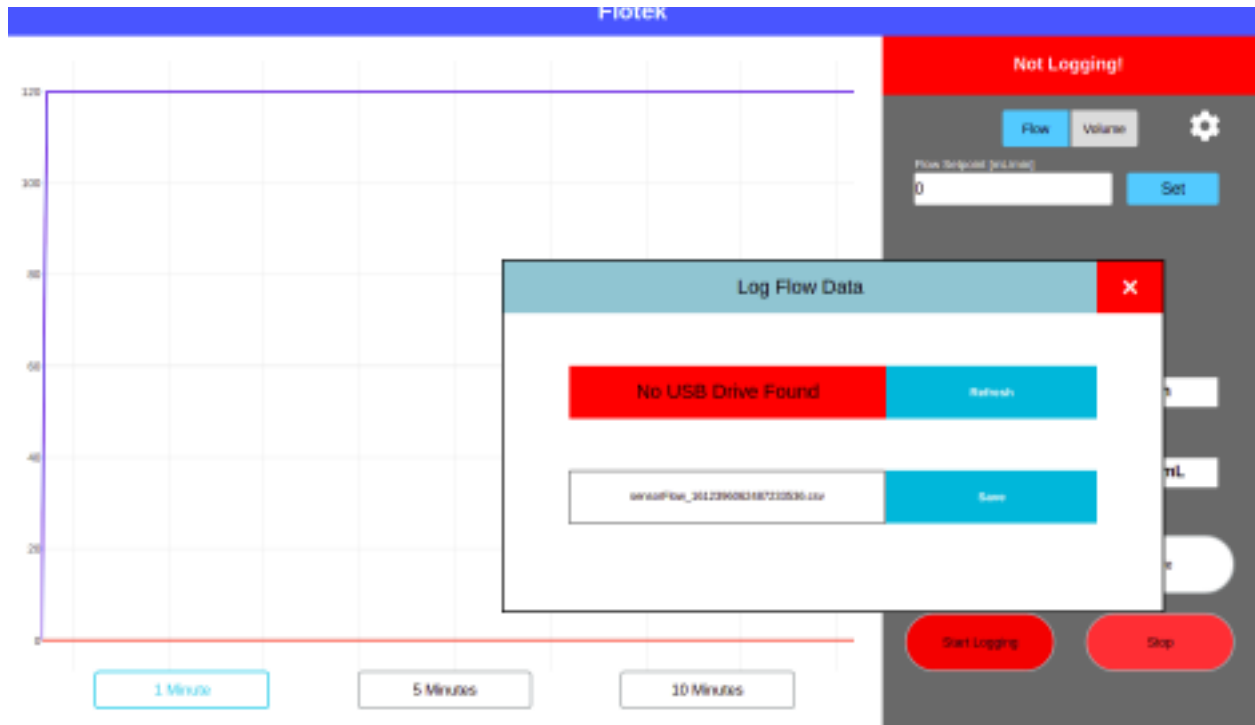 Flotek
Not Logging!
Flow Volume
Flow Setpoint [mL/min]
0 Set
120
100
80
60
40
20
0
Log Flow Data ×
No USB Drive Found Refresh
Save
mL
Start Logging Stop
1 Minute 5 Minutes 10 Minutes